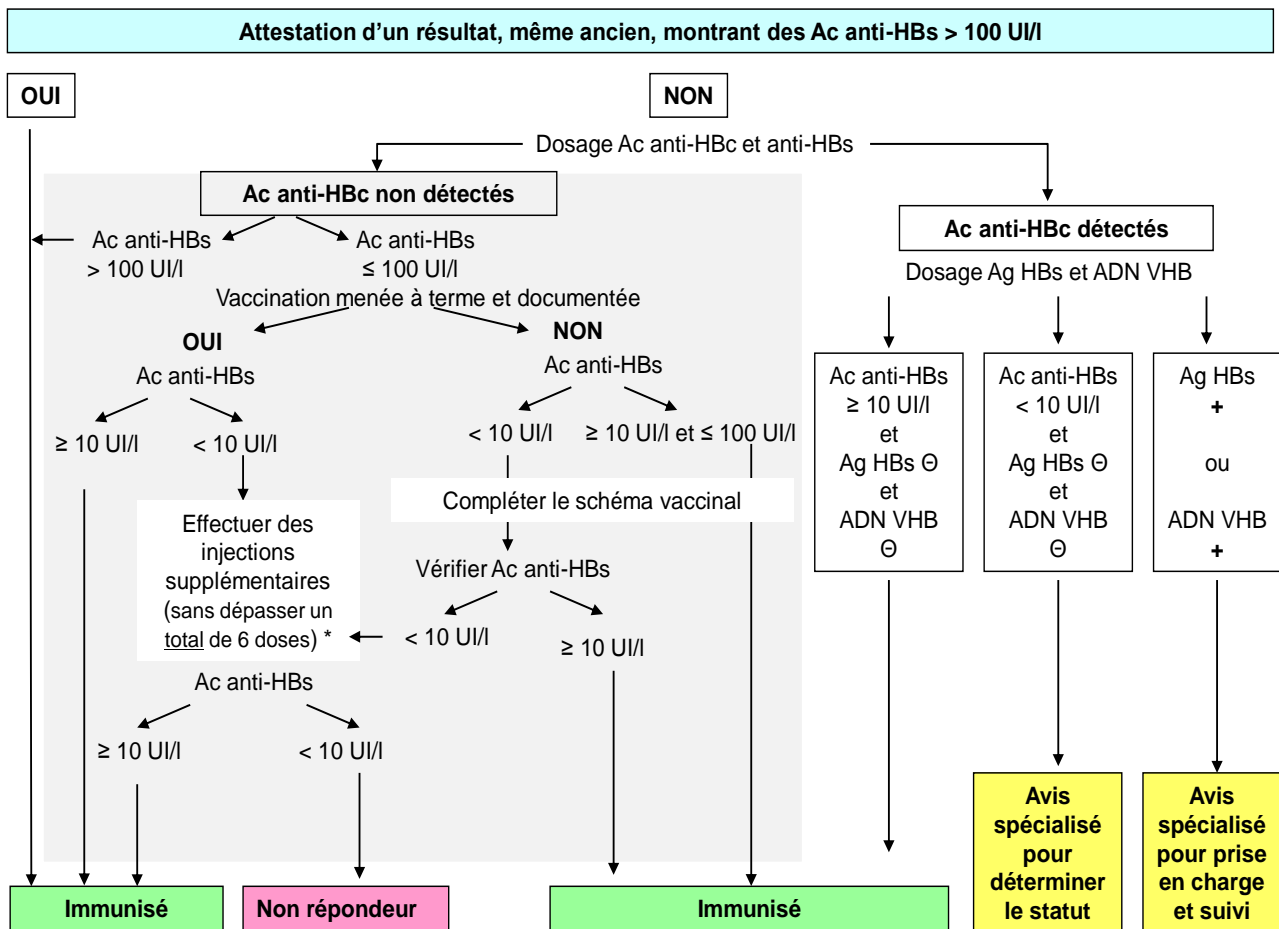 Attestation d’un résultat, même ancien, montrant des Ac anti-HBs > 100 UI/l
OUI
NON
Dosage Ac anti-HBc et anti-HBs
Ac anti-HBc non détectés
Ac anti-HBs
> 100 UI/l
Ac anti-HBs
≤ 100 UI/l
Vaccination menée à terme et documentée
OUI
Ac anti-HBs
≥ 10 UI/l
< 10 UI/l
Effectuer des
injections
supplémentaires
(sans dépasser un
total de 6 doses) *
Ac anti-HBs
≥ 10 UI/l
< 10 UI/l
NON
Ac anti-HBs
< 10 UI/l
≥ 10 UI/l et ≤ 100 UI/l
Compléter le schéma vaccinal
Vérifier Ac anti-HBs
< 10 UI/l
≥ 10 UI/l
Ac anti-HBc détectés
Dosage Ag HBs et ADN VHB
Ac anti-HBs
≥ 10 UI/l
et
Ag HBs Θ
et
ADN VHB
Θ
Ac anti-HBs
< 10 UI/l
et
Ag HBs Θ
et
ADN VHB
Θ
Ag HBs
+
ou
ADN VHB
+
Immunisé
Non répondeur
Immunisé
Avis
spécialisé
pour
déterminer
le statut
Avis
spécialisé
pour prise
en charge
et suivi